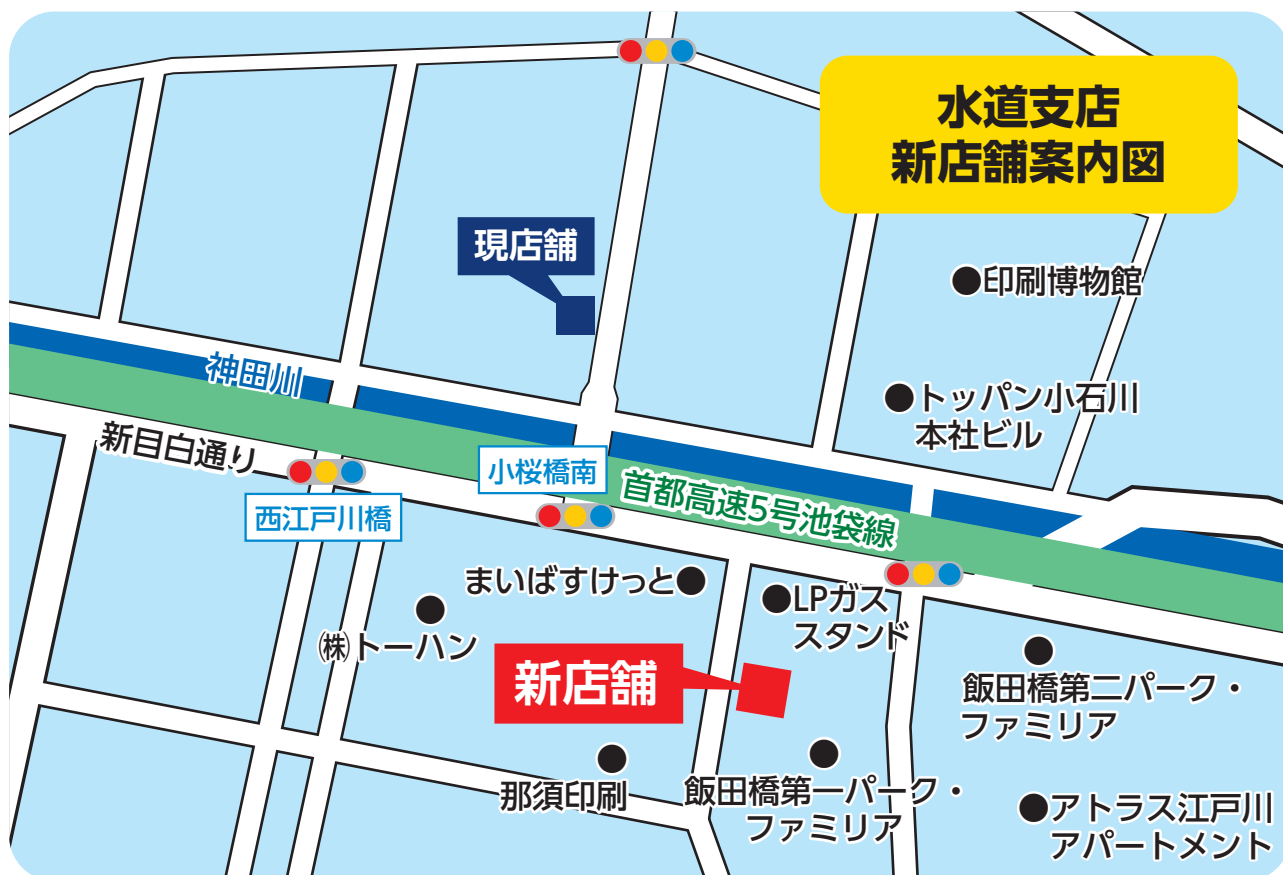 水道支店
新店舗案内図
現店舗
●印刷博物館
神田川
●トッパン小石川
本社ビル
新目白通り
小桜橋南
首都高速5号池袋線
西江戸川橋
まいばすけっと●
●LPガス
スタンド
㈱トーハン
新店舗
飯田橋第二パーク・
ファミリア
那須印刷
飯田橋第一パーク・
ファミリア
●アトラス江戸川
アパートメント